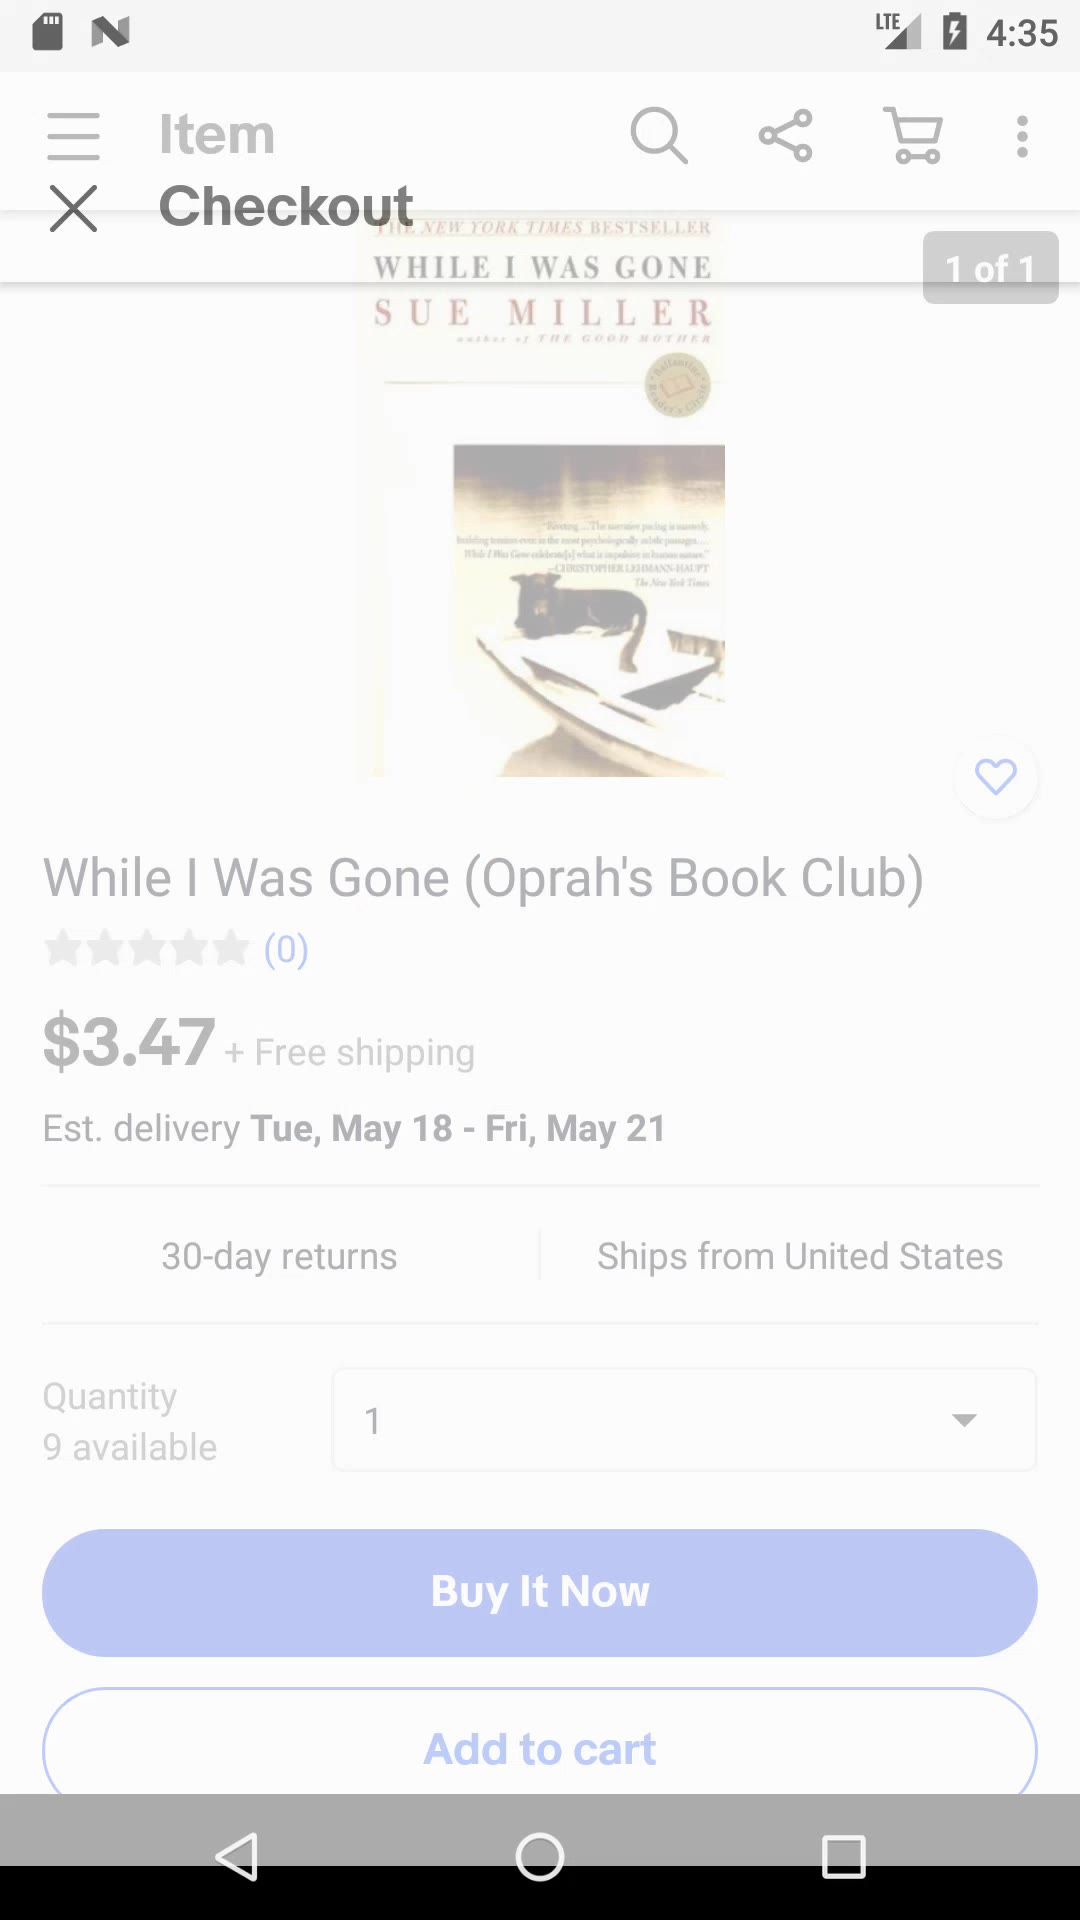 LTE 4:35
Item
Checkout
THE NEW YORK TIMES BESTSELLER
WHILE I WAS GONE
1 of 1
SUE MILLER
author of THE GOOD MOTHER
Ballantine Reader's Circle
"Riveting ... The narrative pacing is masterly,
building tension even in the most psychologically subtle passages....
While I Was Gone celebrate[s] what is impulsive in human nature."
—CHRISTOPHER LEHMANN-HAUPT
The New York Times
While I Was Gone (Oprah's Book Club)
(0)
$3.47 + Free shipping
Est. delivery Tue, May 18 - Fri, May 21
30-day returns
Ships from United States
Quantity
9 available
1
Buy It Now
Add to cart